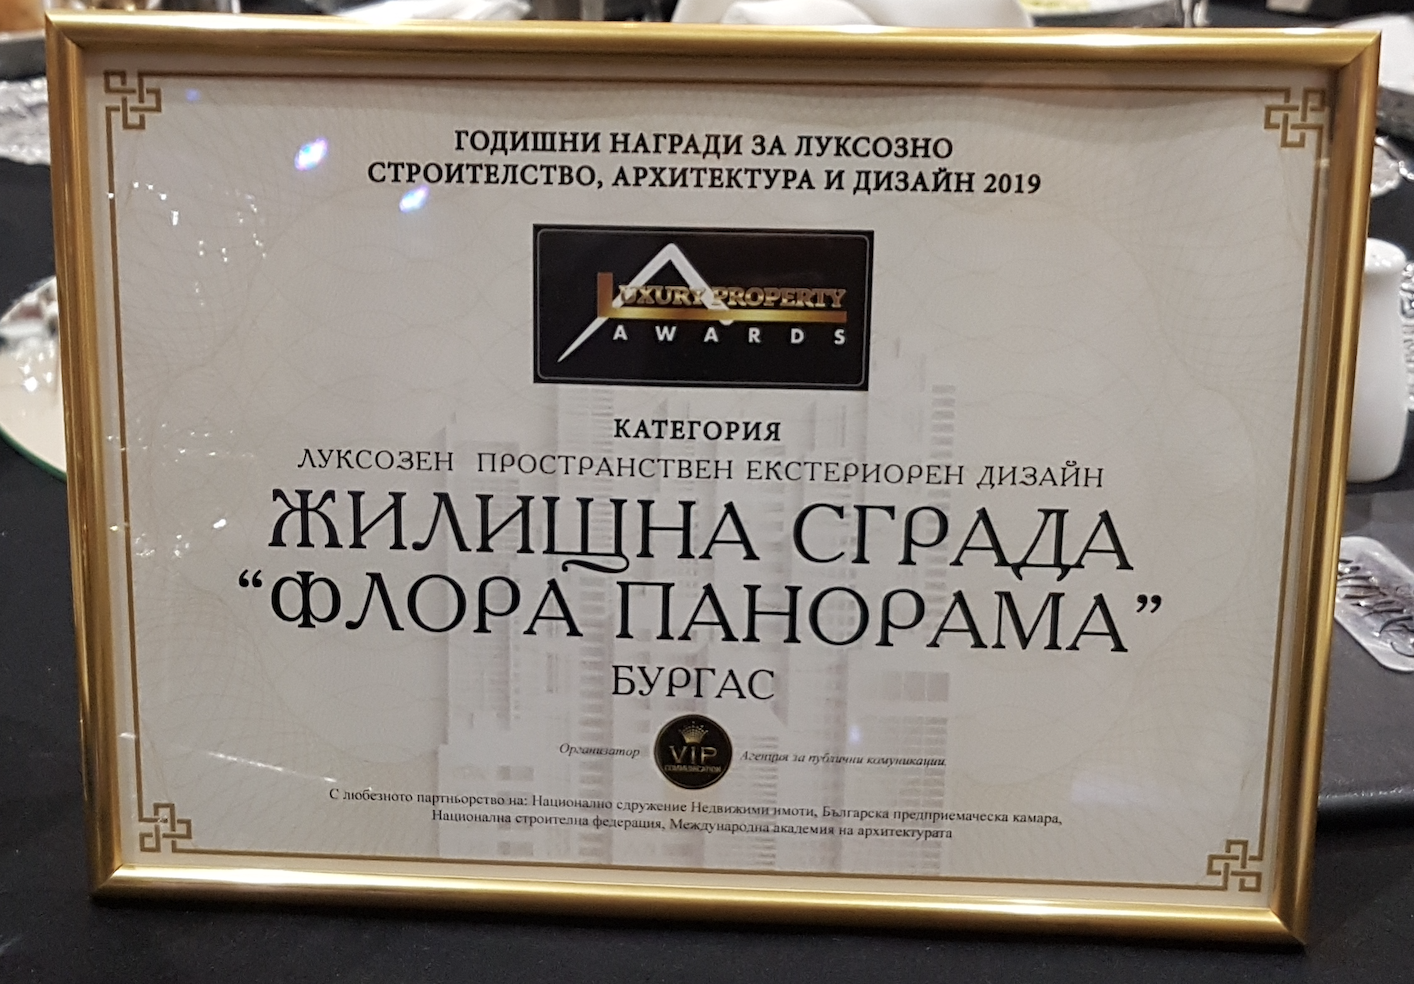 ГОДИШНИ НАГРАДИ ЗА ЛУКСОЗНО
СТРОИТЕЛСТВО, АРХИТЕКТУРА И ДИЗАЙН 2019
LUXURY PROPERTY
AWARDS
КАТЕГОРИЯ
ЛУКСОЗЕН ПРОСТРАНСТВЕН ЕКСТЕРИОРЕН ДИЗАЙН
ЖИЛИЩНА СГРАДА
“ФЛОРА ПАНОРАМА”
БУРГАС
Организатор VIP COMMUNICATION Агенция за публични комуникации
С любезното партньорство на: Национално сдружение Недвижими имоти, Българска предприемаческа камара,
Национална строителна федерация, Международна академия на архитектурата